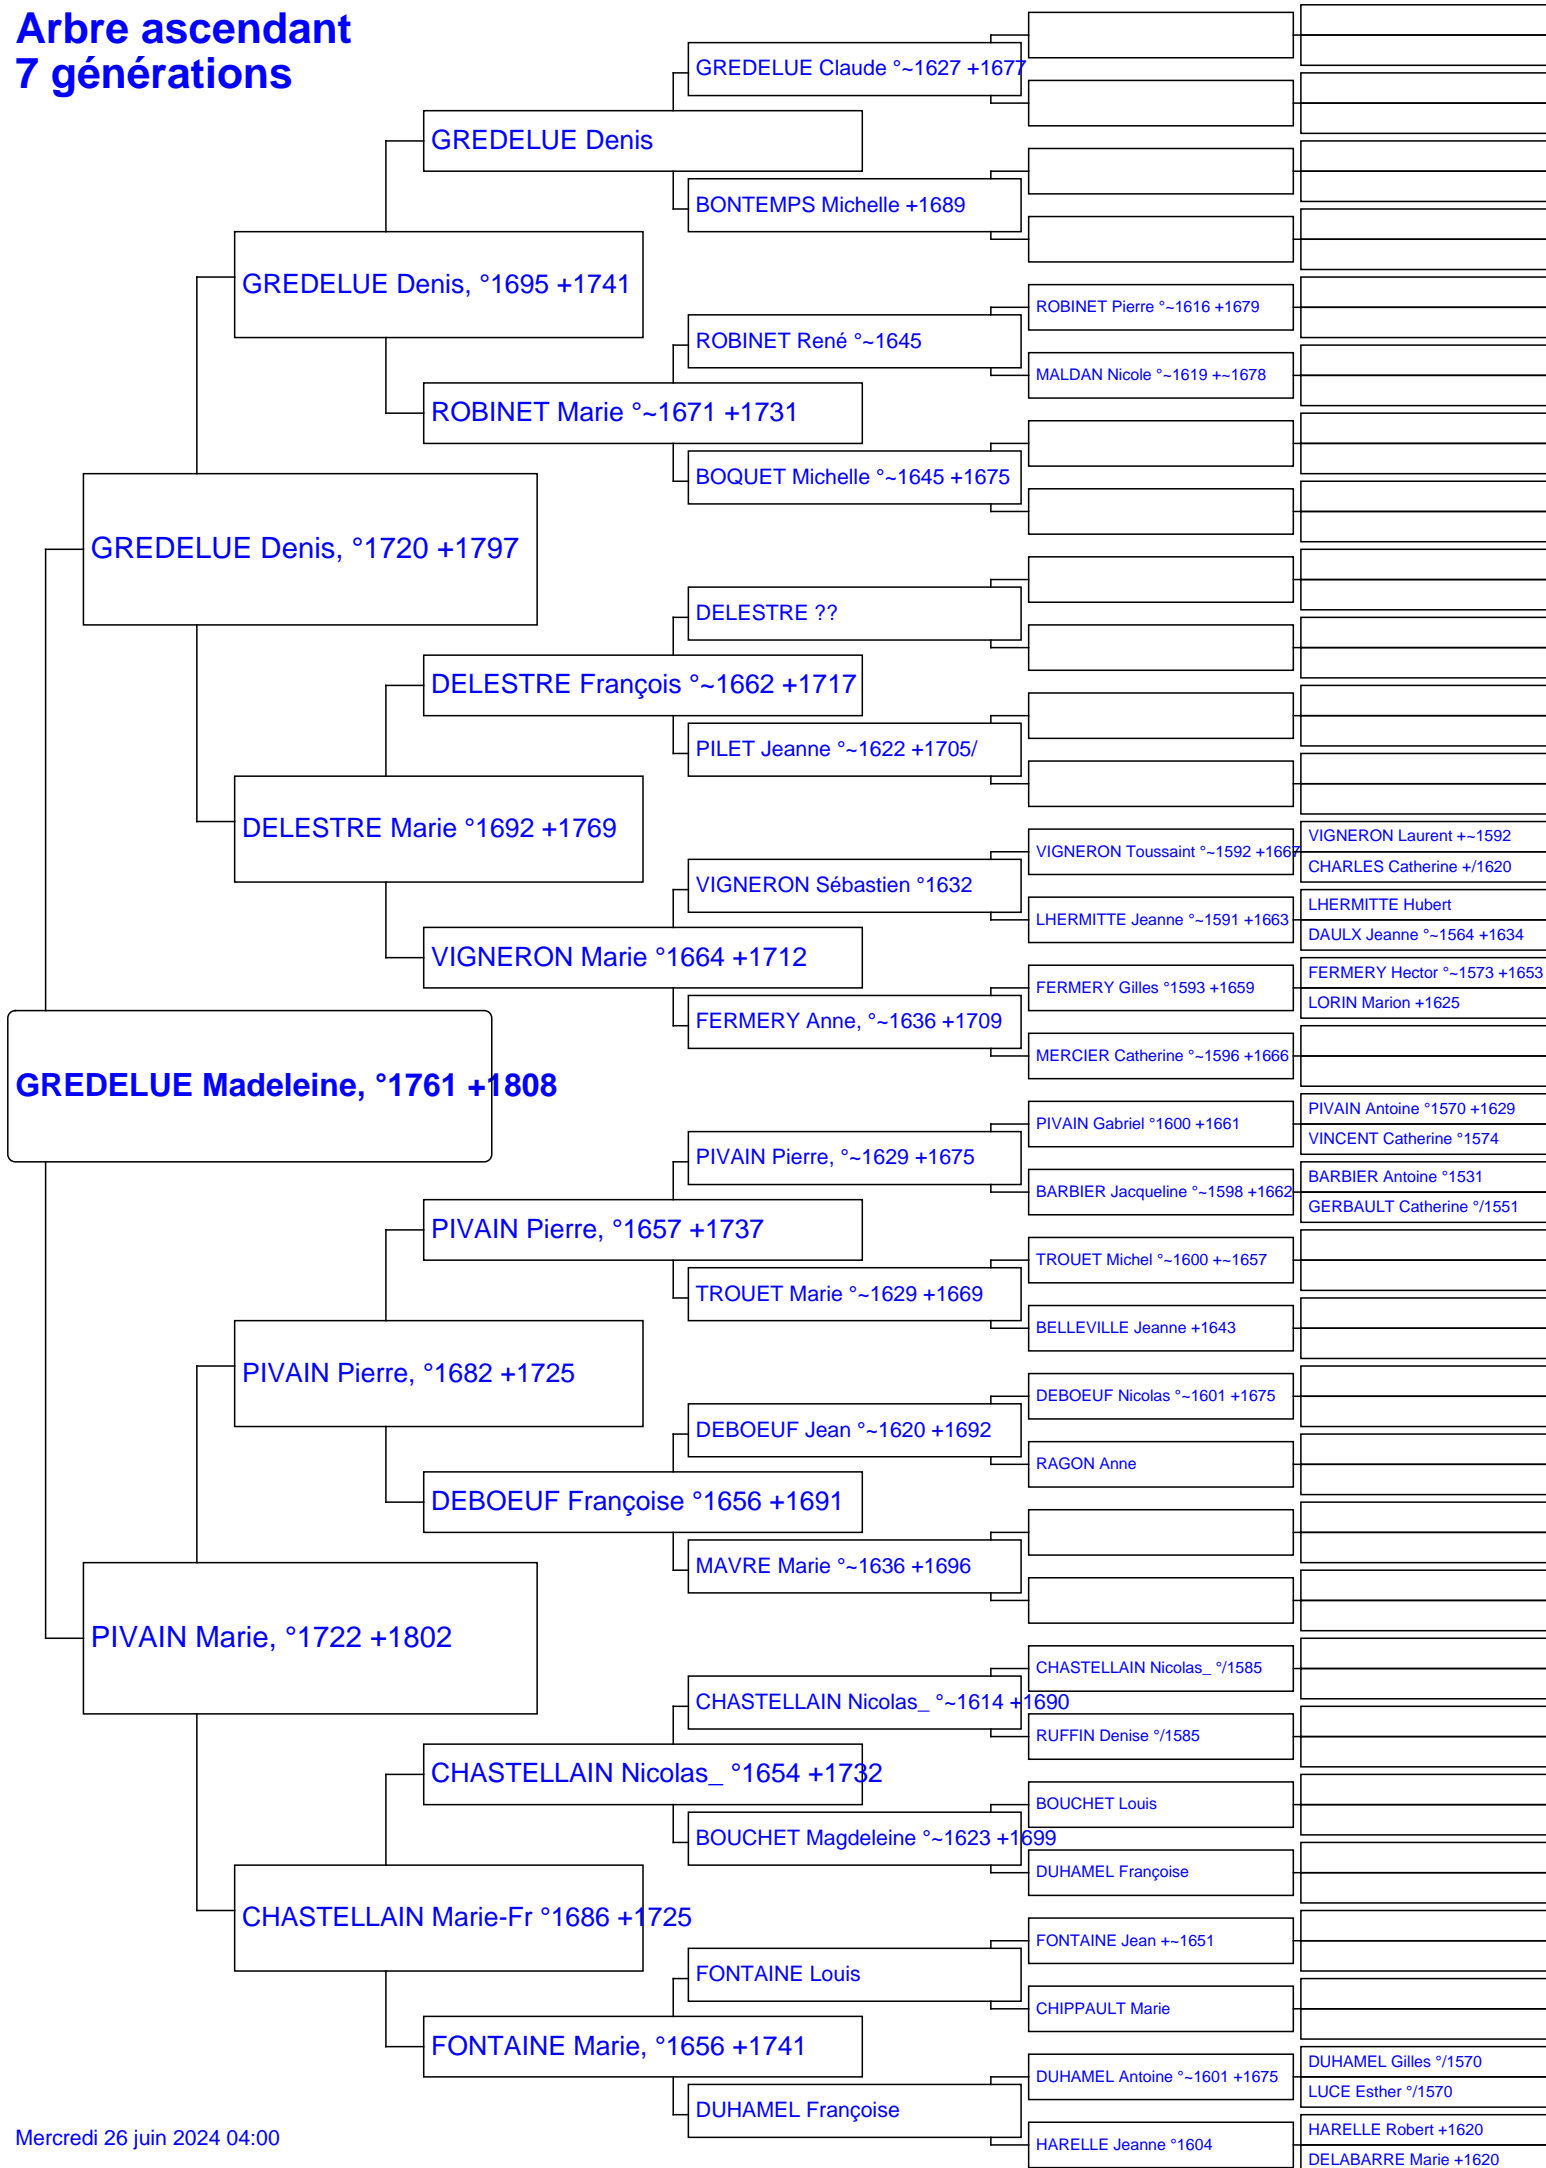 Arbre ascendant
7 générations
GREDELUE Madeleine, °1761 +1808
GREDELUE Denis, °1720 +1797
PIVAIN Marie, °1722 +1802
GREDELUE Denis, °1695 +1741
DELESTRE Marie °1692 +1769
PIVAIN Pierre, °1682 +1725
CHASTELLAIN Marie-Fr °1686 +1725
GREDELUE Denis
ROBINET Marie °~1671 +1731
DELESTRE François °~1662 +1717
VIGNERON Marie °1664 +1712
PIVAIN Pierre, °1657 +1737
DEBOEUF Françoise °1656 +1691
CHASTELLAIN Nicolas_ °1654 +1732
FONTAINE Marie, °1656 +1741
GREDELUE Claude °~1627 +1677
BONTEMPS Michelle +1689
ROBINET René °~1645
BOQUET Michelle °~1645 +1675
DELESTRE ??
PILET Jeanne °~1622 +1705/
VIGNERON Sébastien °1632
FERMERY Anne, °~1636 +1709
PIVAIN Pierre, °~1629 +1675
TROUET Marie °~1629 +1669
DEBOEUF Jean °~1620 +1692
MAVRE Marie °~1636 +1696
CHASTELLAIN Nicolas_ °~1614 +1690
BOUCHET Magdeleine °~1623 +1699
FONTAINE Louis
DUHAMEL Françoise
ROBINET Pierre °~1616 +1679
MALDAN Nicole °~1619 +~1678
VIGNERON Toussaint °~1592 +1667
LHERMITTE Jeanne °~1591 +1663
FERMERY Gilles °1593 +1659
MERCIER Catherine °~1596 +1666
PIVAIN Gabriel °1600 +1661
BARBIER Jacqueline °~1598 +1662
TROUET Michel °~1600 +~1657
BELLEVILLE Jeanne +1643
DEBOEUF Nicolas °~1601 +1675
RAGON Anne
CHASTELLAIN Nicolas_ °/1585
RUFFIN Denise °/1585
BOUCHET Louis
DUHAMEL Françoise
FONTAINE Jean +~1651
CHIPPAULT Marie
DUHAMEL Antoine °~1601 +1675
HARELLE Jeanne °1604
VIGNERON Laurent +~1592
CHARLES Catherine +/1620
LHERMITTE Hubert
DAULX Jeanne °~1564 +1634
FERMERY Hector °~1573 +1653
LORIN Marion +1625
PIVAIN Antoine °1570 +1629
VINCENT Catherine °1574
BARBIER Antoine °1531
GERBAULT Catherine °/1551
DUHAMEL Gilles °/1570
LUCE Esther °/1570
HARELLE Robert +1620
DELABARRE Marie +1620
Mercredi 26 juin 2024 04:00